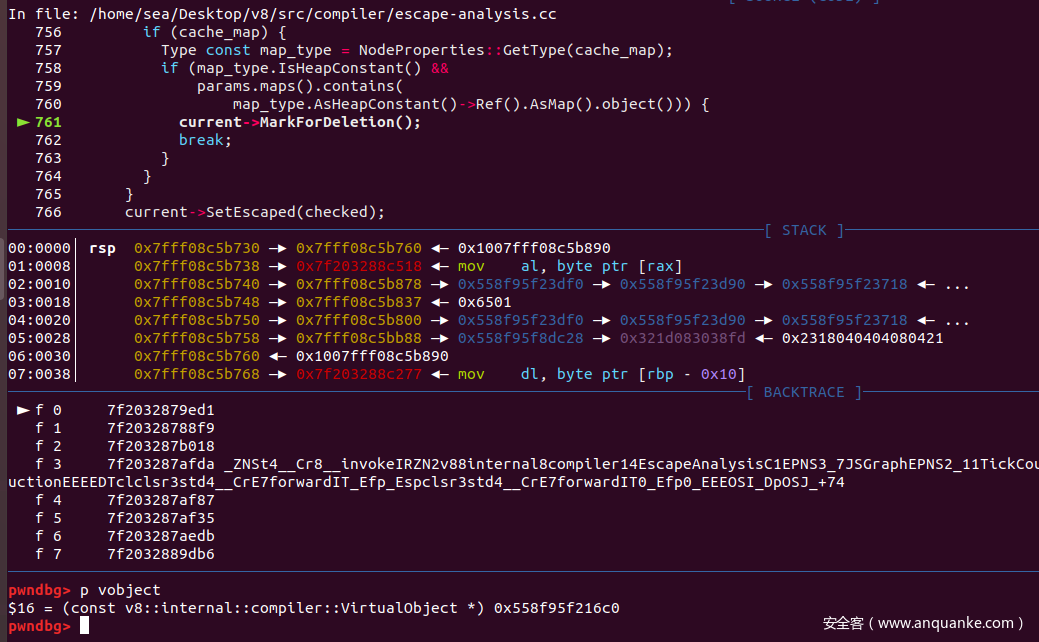 In file: /home/sea/Desktop/v8/src/compiler/escape-analysis.cc
756 if (cache_map) {
757 Type const map_type = NodeProperties::GetType(cache_map);
758 if (map_type.IsHeapConstant() &&
759 params.maps().contains(
760 map_type.AsHeapConstant()->Ref().AsMap().object())) {
► 761 current->MarkForDeletion();
762 break;
763 }
764 }
765 }
766 current->SetEscaped(checked);
[ STACK ]
00:0000│ rsp 0x7fff08c5b730 —▸ 0x7fff08c5b760 ◂— 0x1007fff08c5b890
01:0008│ 0x7fff08c5b738 —▸ 0x7f203288c518 ◂— mov al, byte ptr [rax]
02:0010│ 0x7fff08c5b740 —▸ 0x7fff08c5b878 —▸ 0x558f95f23df0 —▸ 0x558f95f23d90 —▸ 0x558f95f23718 ◂— ...
03:0018│ 0x7fff08c5b748 —▸ 0x7fff08c5b837 ◂— 0x6501
04:0020│ 0x7fff08c5b750 —▸ 0x7fff08c5b800 —▸ 0x558f95f23df0 —▸ 0x558f95f23d90 —▸ 0x558f95f23718 ◂— ...
05:0028│ 0x7fff08c5b758 —▸ 0x7fff08c5bb88 —▸ 0x558f95f8dc28 —▸ 0x321d083038fd ◂— 0x2318040404080421
06:0030│ 0x7fff08c5b760 ◂— 0x1007fff08c5b890
07:0038│ 0x7fff08c5b768 —▸ 0x7f203288c277 ◂— mov dl, byte ptr [rbp - 0x10]
[ BACKTRACE ]
► f 0 7f2032879ed1
f 1 7f20328788f9
f 2 7f203287b018
f 3 7f203287afda _ZNSt4__Cr8__invokeIRZN2v88internal8compiler14EscapeAnalysisC1EPNS3_7JSGraphEPNS2_11TickCou
uctionEEEEDTclclsr3std4__CrE7forwardIT_Efp_Espclsr3std4__CrE7forwardIT0_Efp0_EEEOSI_DpOSJ_+74
f 4 7f203287af87
f 5 7f203287af35
f 6 7f203287aedb
f 7 7f2032889db6
pwndbg> p vobject
$16 = (const v8::internal::compiler::VirtualObject *) 0x558f95f216c0
pwndbg>
安全客（www.anquanke.com）